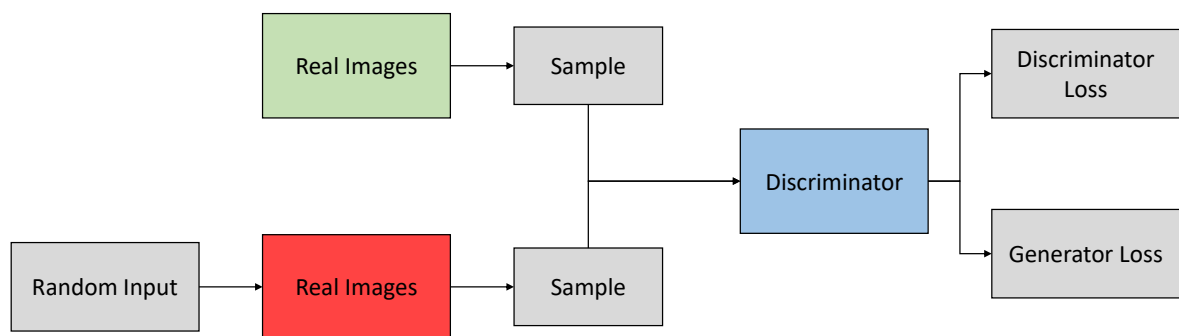 Real Images
Sample
Discriminator
Loss
Discriminator
Generator Loss
Random Input
Real Images
Sample